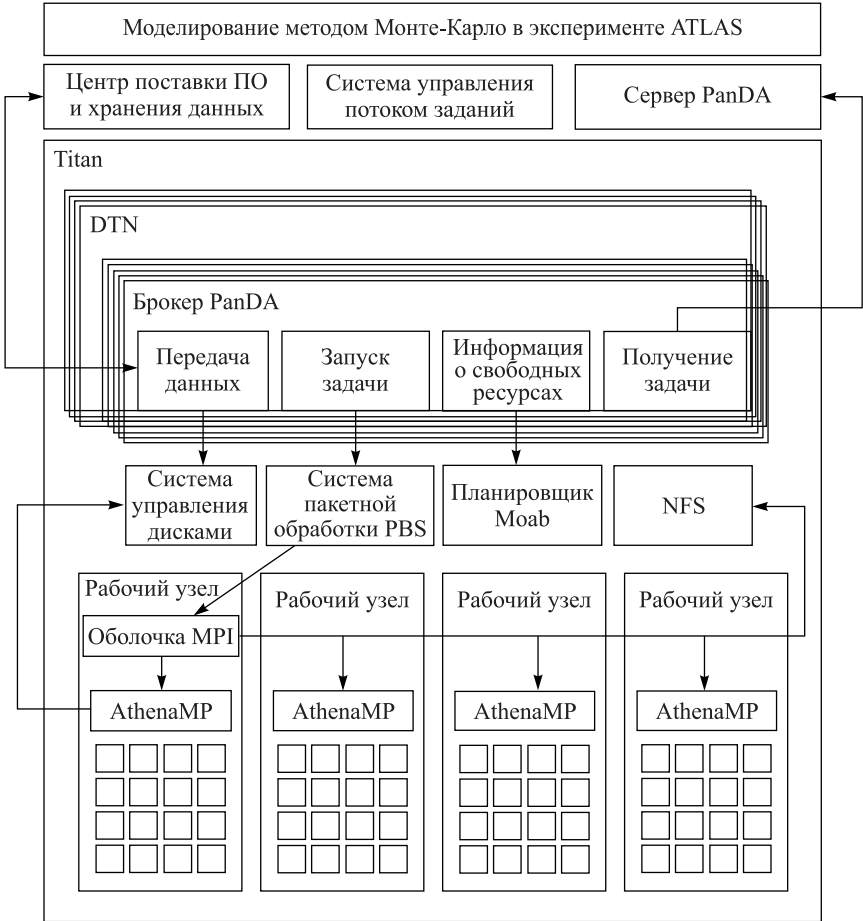 Моделирование методом Монте-Карло в эксперименте ATLAS
Центр поставки ПО
и хранения данных
Система управления
потоком заданий
Сервер PanDA
Titan
DTN
Брокер PanDA
Передача
данных
Запуск
задачи
Информация
о свободных
ресурсах
Получение
задачи
Система
управления
дисками
Система
пакетной
обработки PBS
Планировщик
Moab
NFS
Рабочий узел
Оболочка MPI
AthenaMP
Рабочий узел
AthenaMP
Рабочий узел
AthenaMP
Рабочий узел
AthenaMP